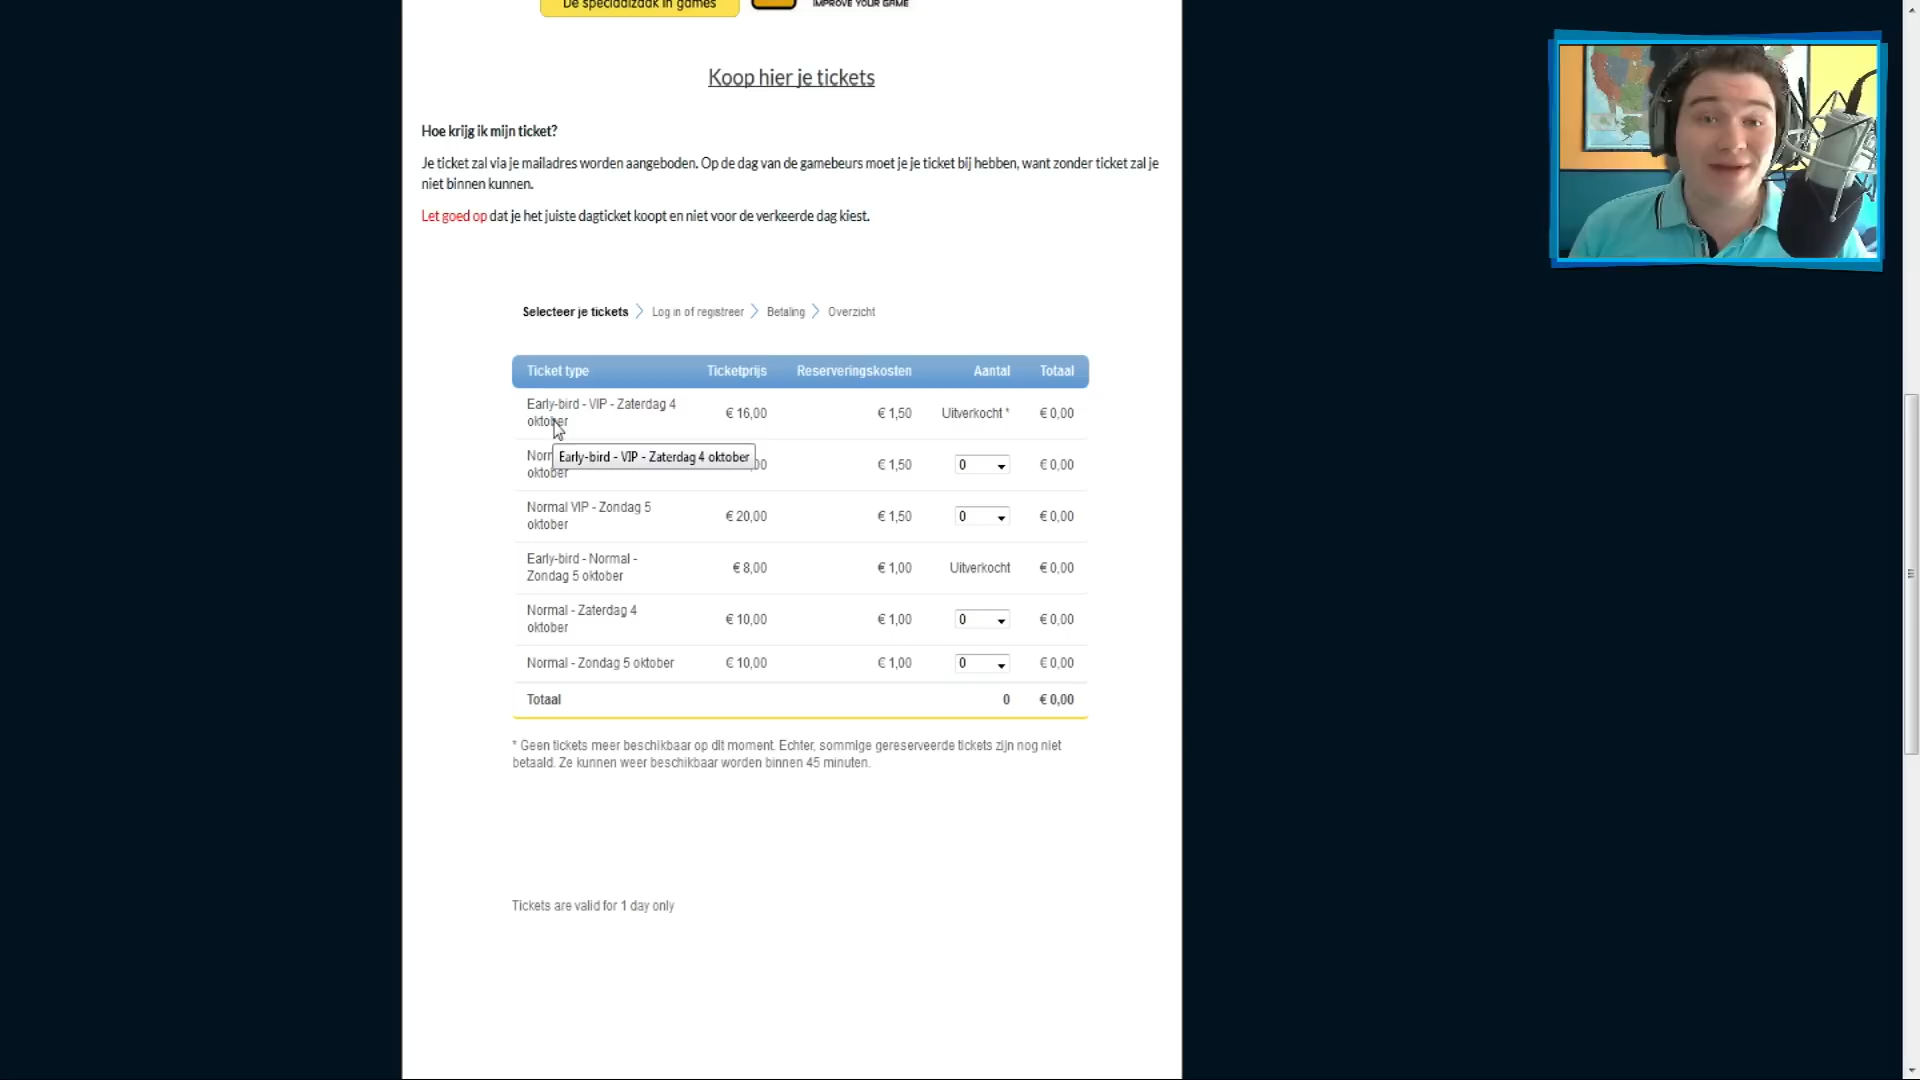 De speciaalzaak in games
IMPROVE YOUR GAME
Koop hier je tickets
Hoe krijg ik mijn ticket?
Je ticket zal via je mailadres worden aangeboden. Op de dag van de gamebeurs moet je je ticket bij hebben, want zonder ticket zal je
niet binnen kunnen.
Let goed op dat je het juiste dagticket koopt en niet voor de verkeerde dag kiest.
Selecteer je tickets Log in of registreer Betaling Overzicht
Ticket type Ticketprijs Reserveringskosten Aantal Totaal
Early-bird - VIP - Zaterdag 4
oktober € 16,00 € 1,50 Uitverkocht * € 0,00
Early-bird - VIP - Zaterdag 4 oktober
oktober € 1,50 0 € 0,00
Normal VIP - Zondag 5
oktober € 20,00 € 1,50 0 € 0,00
Early-bird - Normal -
Zondag 5 oktober € 8,00 € 1,00 Uitverkocht € 0,00
Normal - Zaterdag 4
oktober € 10,00 € 1,00 0 € 0,00
Normal - Zondag 5 oktober € 10,00 € 1,00 0 € 0,00
Totaal 0 € 0,00
* Geen tickets meer beschikbaar op dit moment. Echter, sommige gereserveerde tickets zijn nog niet
betaald. Ze kunnen weer beschikbaar worden binnen 45 minuten.
Tickets are valid for 1 day only